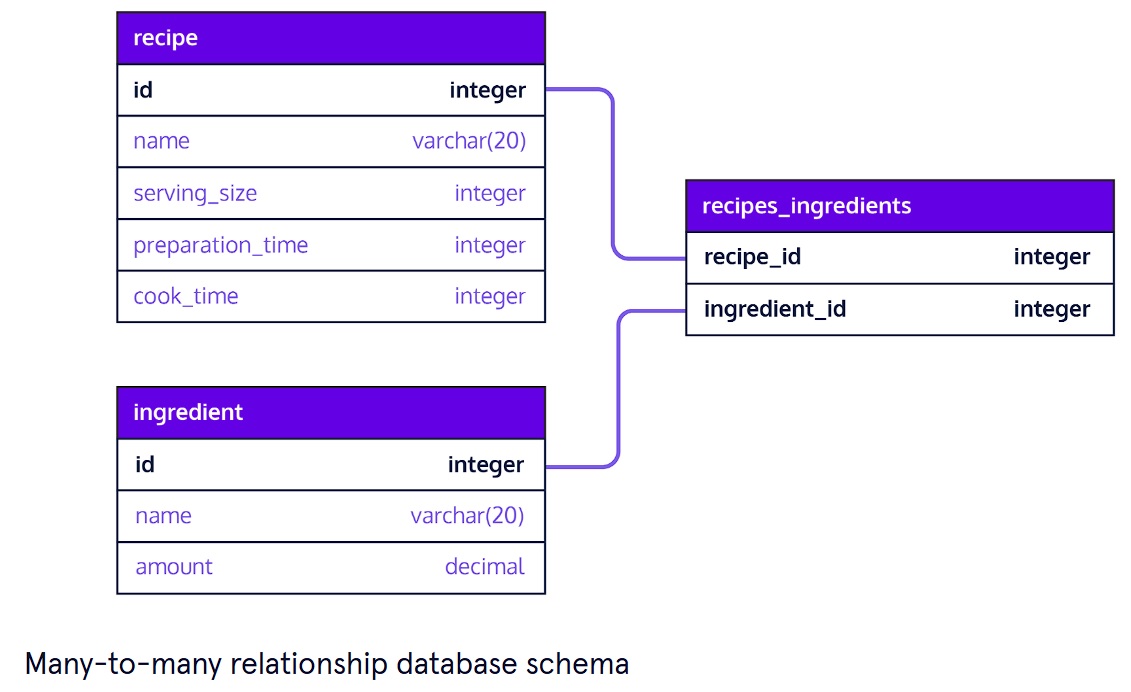 recipe
id integer
name varchar(20)
serving_size integer
preparation_time integer
cook_time integer
recipes_ingredients
recipe_id integer
ingredient_id integer
ingredient
id integer
name varchar(20)
amount decimal
Many-to-many relationship database schema